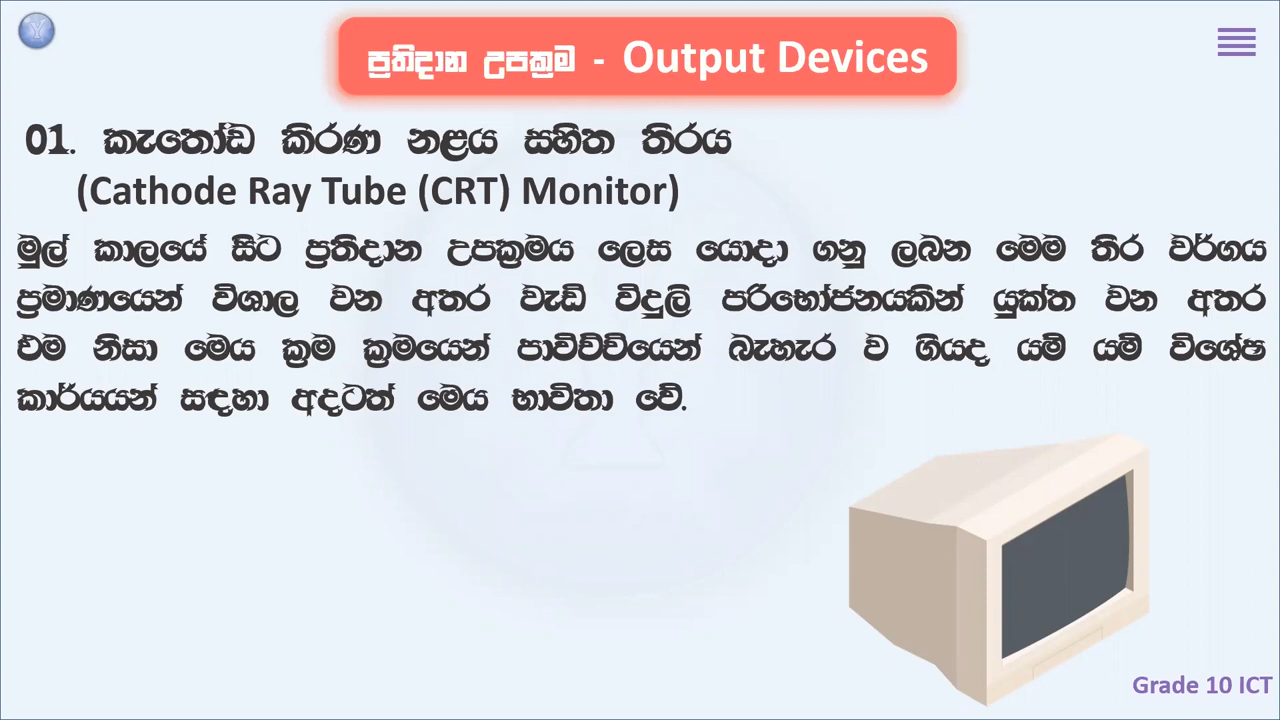 Y
ප්‍රතිදාන උපක්‍රම - Output Devices
01. කැතෝඩ කිරණ නළය සහිත තිරය
(Cathode Ray Tube (CRT) Monitor)
මුල් කාලයේ සිට ප්‍රතිදාන උපක්‍රමය ලෙස යොදා ගනු ලබන මෙම තිර වර්ගය
ප්‍රමාණයෙන් විශාල වන අතර වැඩි විදුලි පරිභෝජනයකින් යුක්ත වන අතර
එම නිසා මෙය ක්‍රම ක්‍රමයෙන් පාවිච්චියෙන් බැහැර ව ගියද, යම් යම් විශේෂ
කාර්යයන් සඳහා අදටත් මෙය භාවිතා වේ.
Grade 10 ICT